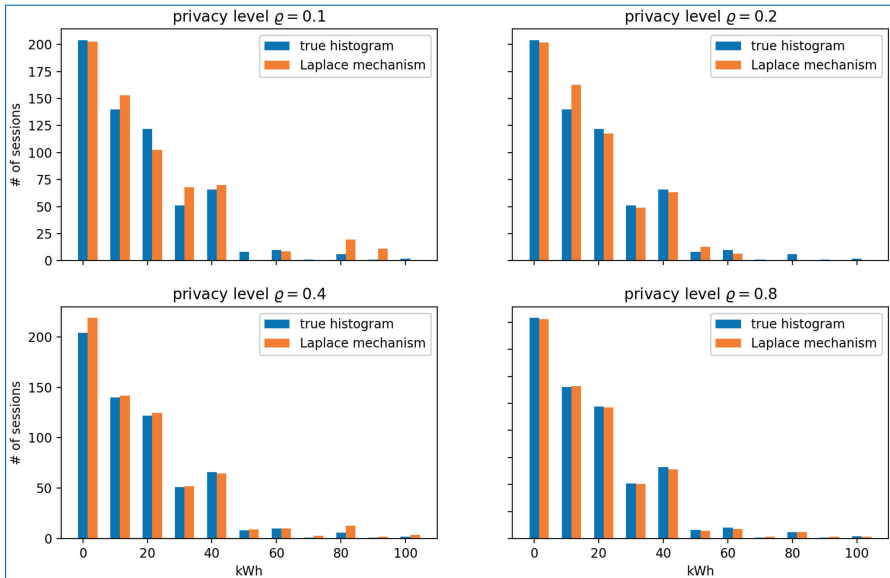 privacy level ϱ = 0.1
privacy level ϱ = 0.2
200
175
150
125
100
75
50
25
0
# of sessions
true histogram
Laplace mechanism
true histogram
Laplace mechanism
privacy level ϱ = 0.4
privacy level ϱ = 0.8
200
150
100
50
0
# of sessions
true histogram
Laplace mechanism
true histogram
Laplace mechanism
0 20 40 60 80 100
0 20 40 60 80 100
kWh
kWh